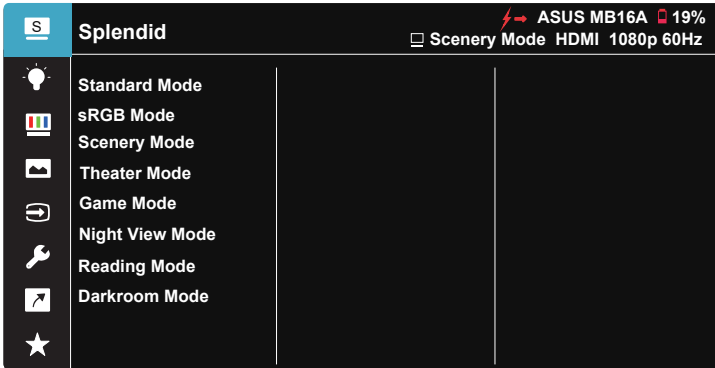 S
Splendid
ASUS MB16A 19%
Scenery Mode HDMI 1080p 60Hz
Standard Mode
sRGB Mode
Scenery Mode
Theater Mode
Game Mode
Night View Mode
Reading Mode
Darkroom Mode